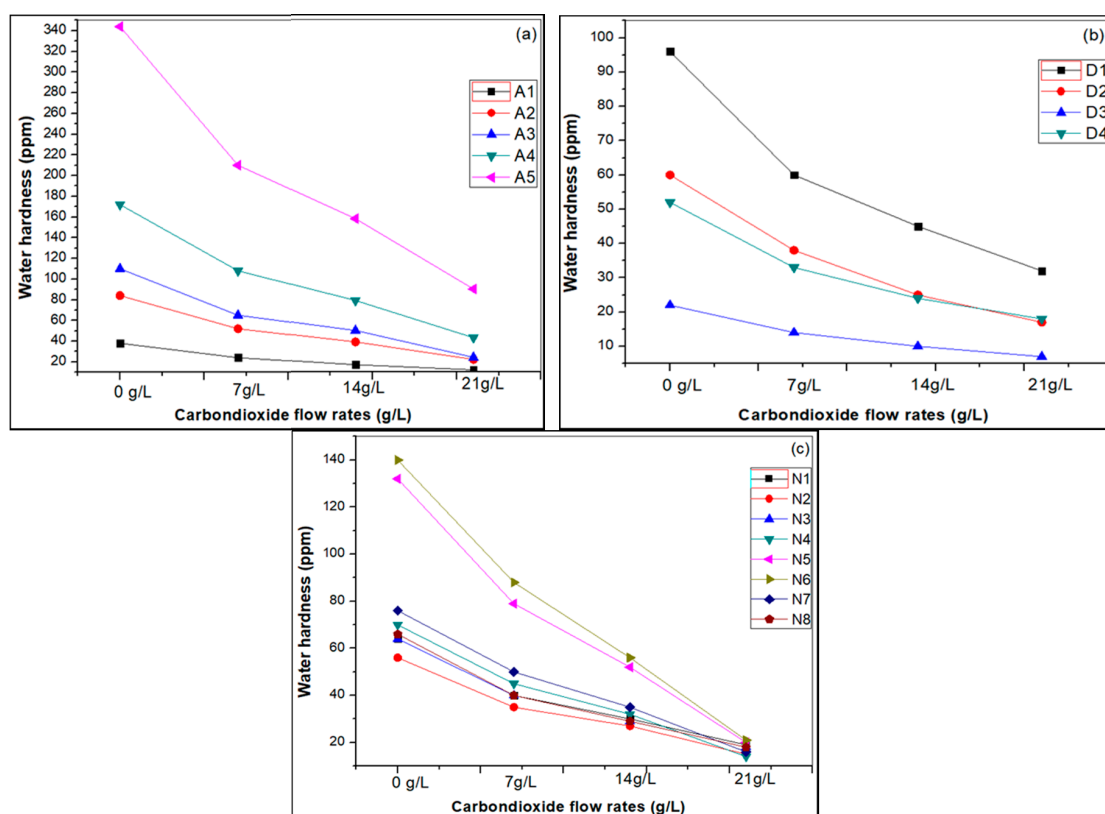 (a)
340
320
300
280
260
240
220
200
180
160
140
120
100
80
60
40
20
Water hardness (ppm)
A1
A2
A3
A4
A5
0 g/L 7g/L 14g/L 21g/L
Carbondioxide flow rates (g/L)
(b)
100
90
80
70
60
50
40
30
20
10
Water hardness (ppm)
D1
D2
D3
D4
0 g/L 7g/L 14g/L 21g/L
Carbondioxide flow rates (g/L)
(c)
140
120
100
80
60
40
20
Water hardness (ppm)
N1
N2
N3
N4
N5
N6
N7
N8
0 g/L 7g/L 14g/L 21g/L
Carbondioxide flow rates (g/L)